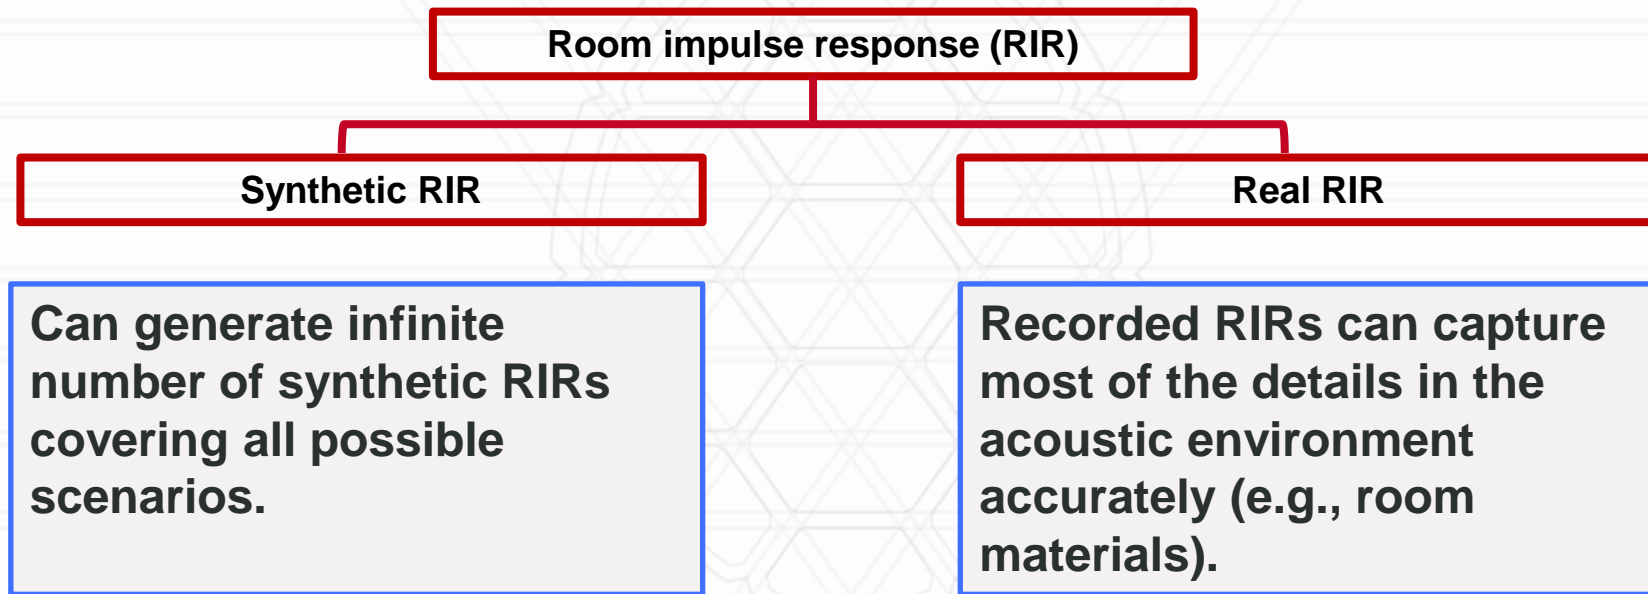 Room impulse response (RIR)
Synthetic RIR
Real RIR
Can generate infinite
number of synthetic RIRs
covering all possible
scenarios.
Recorded RIRs can capture
most of the details in the
acoustic environment
accurately (e.g., room
materials).